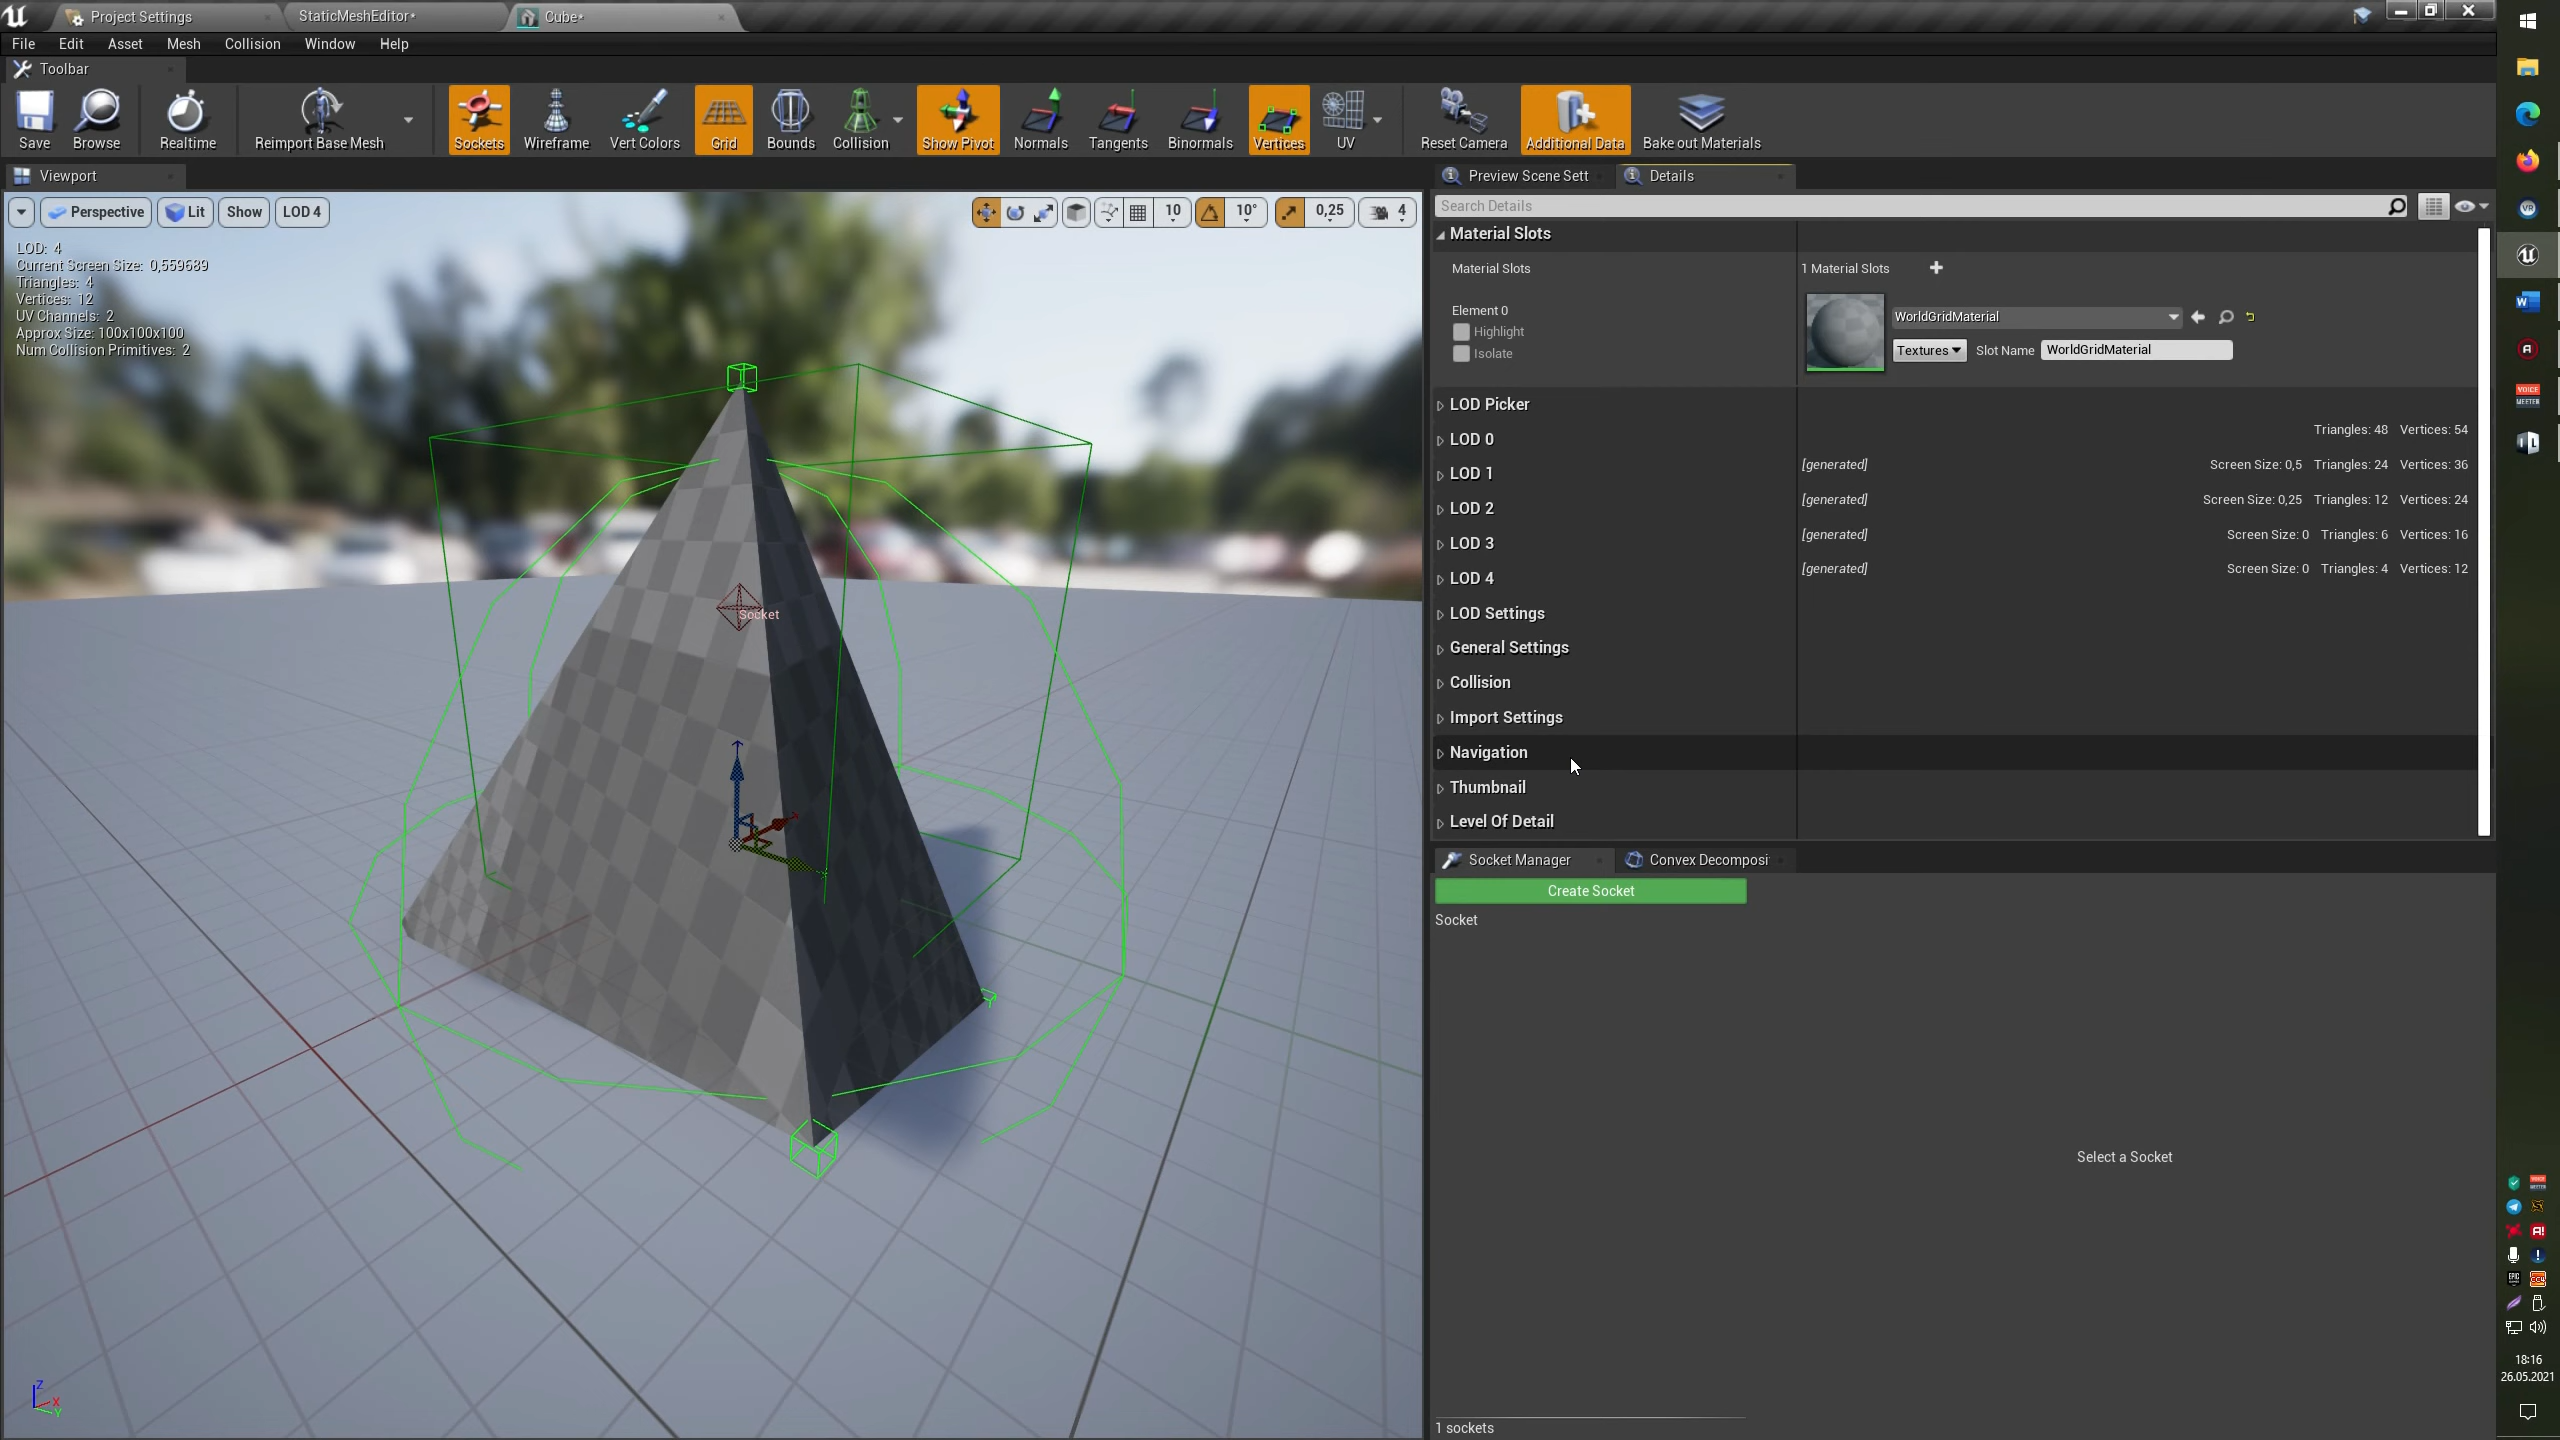 Project Settings
StaticMeshEditor*
Cube*
File Edit Asset Mesh Collision Window Help
Toolbar
Save Browse Realtime Reimport Base Mesh Sockets Wireframe Vert Colors Grid Bounds Collision Show Pivot Normals Tangents Binormals Vertices UV Reset Camera Additional Data Bake out Materials
Viewport
Perspective Lit Show LOD 4
10 10° 0,25 4
LOD: 4
Current Screen Size: 0,559689
Triangles: 4
Vertices: 12
UV Channels: 2
Approx Size: 100x100x100
Num Collision Primitives: 2
Socket
Z
X
Y
Preview Scene Sett
Details
Search Details
Material Slots
Material Slots 1 Material Slots
Element 0
Highlight
Isolate
WorldGridMaterial
Textures Slot Name WorldGridMaterial
LOD Picker
LOD 0 Triangles: 48 Vertices: 54
LOD 1 [generated] Screen Size: 0,5 Triangles: 24 Vertices: 36
LOD 2 [generated] Screen Size: 0,25 Triangles: 12 Vertices: 24
LOD 3 [generated] Screen Size: 0 Triangles: 6 Vertices: 16
LOD 4 [generated] Screen Size: 0 Triangles: 4 Vertices: 12
LOD Settings
General Settings
Collision
Import Settings
Navigation
Thumbnail
Level Of Detail
Socket Manager
Convex Decomposi
Create Socket
Socket
Select a Socket
1 sockets
VOICE
MEETER
EPIC
18:16
26.05.2021